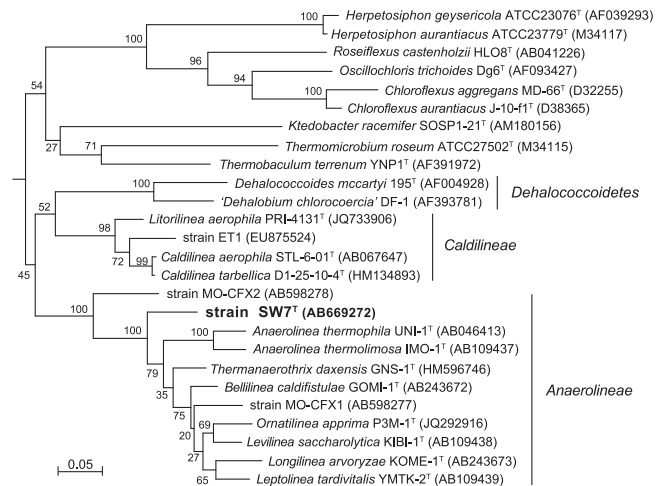 100
Herpetosiphon geysericola ATCC23076ᵀ (AF039293)
Herpetosiphon aurantiacus ATCC23779ᵀ (M34117)
100
Roseiflexus castenholzii HLO8ᵀ (AB041226)
96
Oscillochloris trichoides Dg6ᵀ (AF093427)
94
54
Chloroflexus aggregans MD-66ᵀ (D32255)
100
Chloroflexus aurantiacus J-10-f1ᵀ (D38365)
Ktedobacter racemifer SOSP1-21ᵀ (AM180156)
27
71
Thermomicrobium roseum ATCC27502ᵀ (M34115)
Thermobaculum terrenum YNP1ᵀ (AF391972)
100
Dehalococcoides mccartyi 195ᵀ (AF004928)
Dehalococcoidetes
52
'Dehalobium chlorocoercia' DF-1 (AF393781)
98
Litorilinea aerophila PRI-4131ᵀ (JQ733906)
strain ET1 (EU875524)
Caldilineae
72
99
Caldilinea aerophila STL-6-01ᵀ (AB067647)
45
Caldilinea tarbellica D1-25-10-4ᵀ (HM134893)
strain MO-CFX2 (AB598278)
100
strain SW7ᵀ (AB669272)
100
100
Anaerolinea thermophila UNI-1ᵀ (AB046413)
Anaerolinea thermolimosa IMO-1ᵀ (AB109437)
79
Thermanaerothrix daxensis GNS-1ᵀ (HM596746)
35
Bellilinea caldifistulae GOMI-1ᵀ (AB243672)
Anaerolineae
75
strain MO-CFX1 (AB598277)
69
Ornatilinea apprima P3M-1ᵀ (JQ292916)
20
Levilinea saccharolytica KIBI-1ᵀ (AB109438)
27
Longilinea arvoryzae KOME-1ᵀ (AB243673)
0.05
65
Leptolinea tardivitalis YMTK-2ᵀ (AB109439)